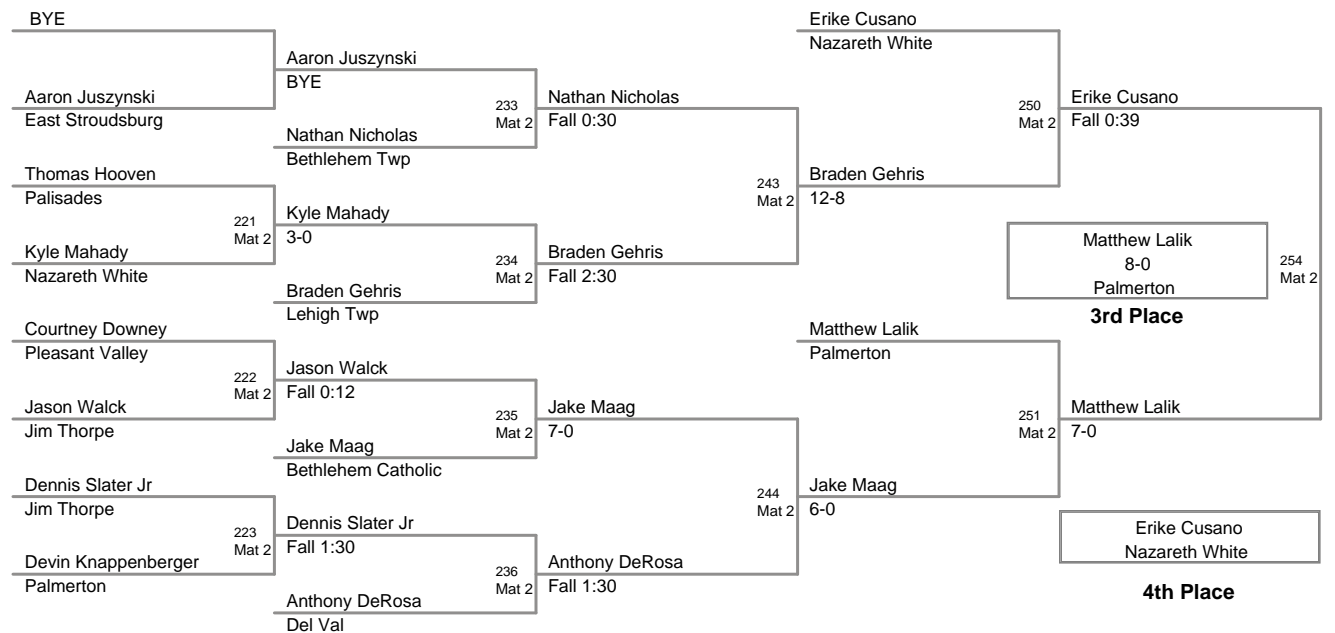 BYE
Erike Cusano
Nazareth White
Aaron Juszynski
BYE
Aaron Juszynski
East Stroudsburg
233
Mat 2
Nathan Nicholas
Fall 0:30
250
Mat 2
Erike Cusano
Fall 0:39
Nathan Nicholas
Bethlehem Twp
Thomas Hooven
Palisades
243
Mat 2
Braden Gehris
12-8
221
Mat 2
Kyle Mahady
3-0
Kyle Mahady
Nazareth White
234
Mat 2
Braden Gehris
Fall 2:30
Matthew Lalik
8-0
Palmerton
3rd Place
254
Mat 2
Braden Gehris
Lehigh Twp
Courtney Downey
Pleasant Valley
Matthew Lalik
Palmerton
222
Mat 2
Jason Walck
Fall 0:12
Jason Walck
Jim Thorpe
235
Mat 2
Jake Maag
7-0
251
Mat 2
Matthew Lalik
7-0
Jake Maag
Bethlehem Catholic
Dennis Slater Jr
Jim Thorpe
244
Mat 2
Jake Maag
6-0
223
Mat 2
Dennis Slater Jr
Fall 1:30
Erike Cusano
Nazareth White
4th Place
Devin Knappenberger
Palmerton
236
Mat 2
Anthony DeRosa
Fall 1:30
Anthony DeRosa
Del Val